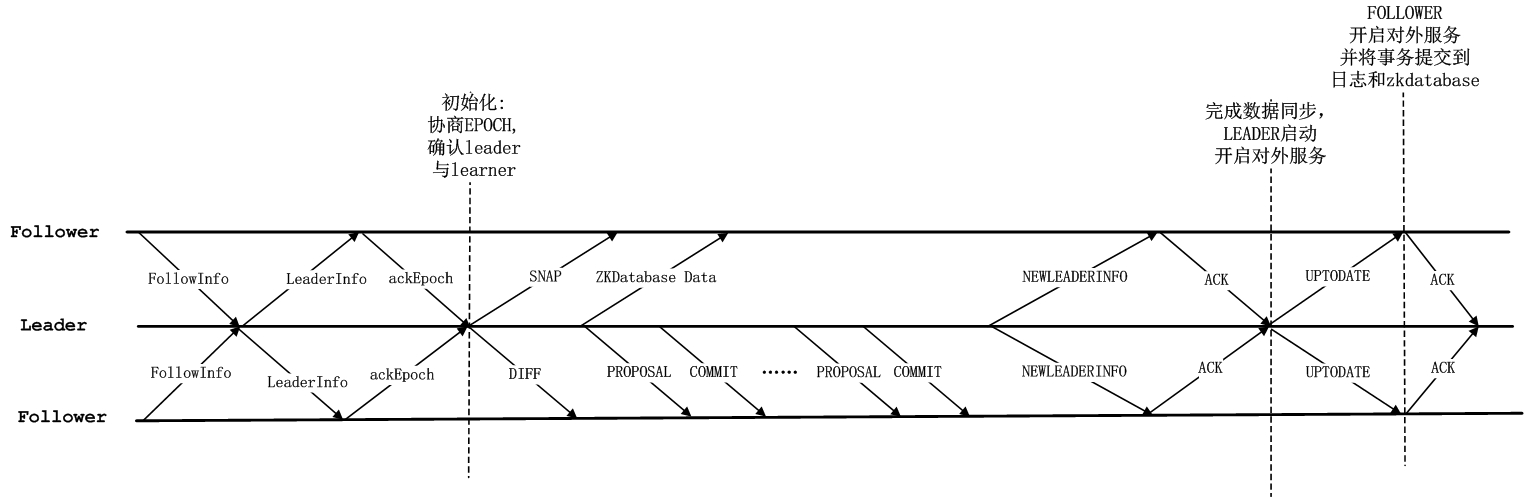 FOLLOWER
开启对外服务
并将事务提交到
日志和zkdatabase
初始化:
协商EPOCH,
确认leader
与learner
完成数据同步,
LEADER启动
开启对外服务
Follower
FollowInfo
LeaderInfo
ackEpoch
SNAP
ZKDatabase Data
NEWLEADERINFO
ACK
UPTODATE
ACK
Leader
FollowInfo
LeaderInfo
ackEpoch
DIFF
PROPOSAL
COMMIT
……
PROPOSAL
COMMIT
NEWLEADERINFO
ACK
UPTODATE
ACK
Follower